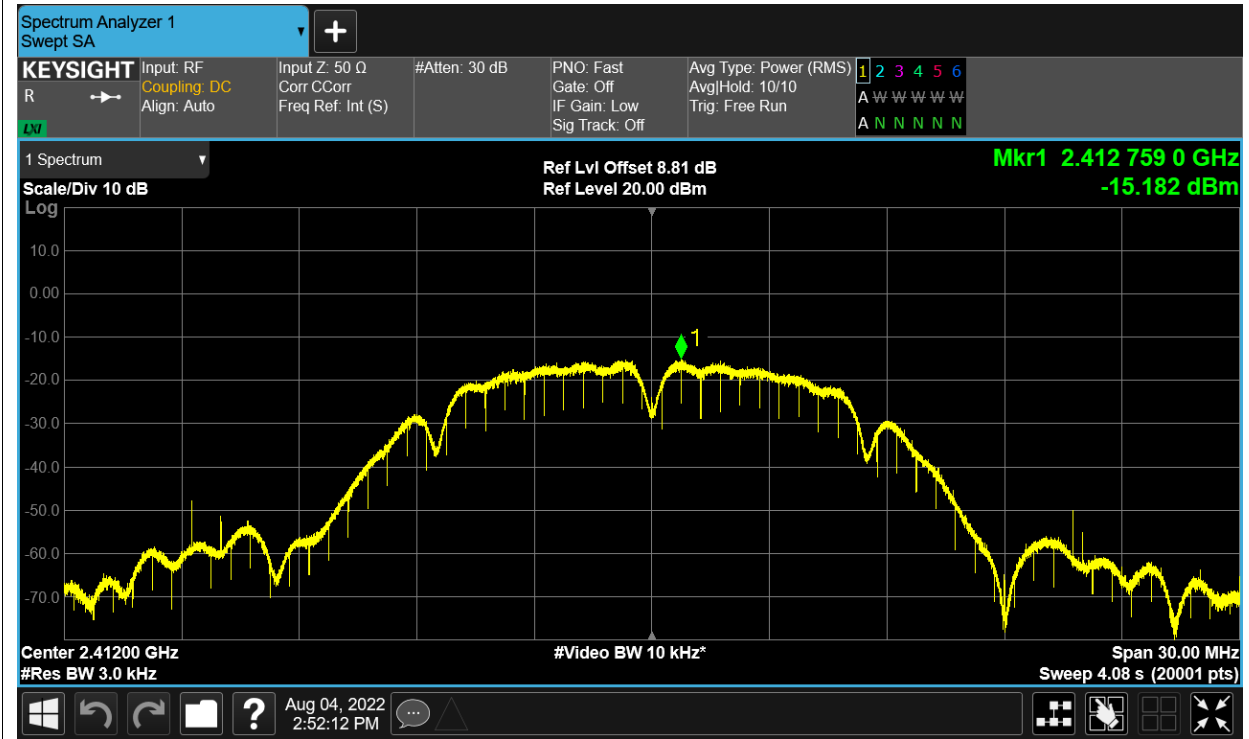 Spectrum Analyzer 1
Swept SA
KEYSIGHT
R
LXI
Input: RF
Coupling: DC
Align: Auto
Input Z: 50 Ω
Corr CCorr
Freq Ref: Int (S)
#Atten: 30 dB
PNO: Fast
Gate: Off
IF Gain: Low
Sig Track: Off
Avg Type: Power (RMS)
Avg|Hold: 10/10
Trig: Free Run
1 2 3 4 5 6
A W W W W W
A N N N N N
1 Spectrum
Scale/Div 10 dB
Log
Ref Lvl Offset 8.81 dB
Ref Level 20.00 dBm
Mkr1 2.412 759 0 GHz
-15.182 dBm
10.0
0.00
-10.0
-20.0
-30.0
-40.0
-50.0
-60.0
-70.0
1
Center 2.41200 GHz
#Video BW 10 kHz*
Span 30.00 MHz
#Res BW 3.0 kHz
Sweep 4.08 s (20001 pts)
?
Aug 04, 2022
2:52:12 PM